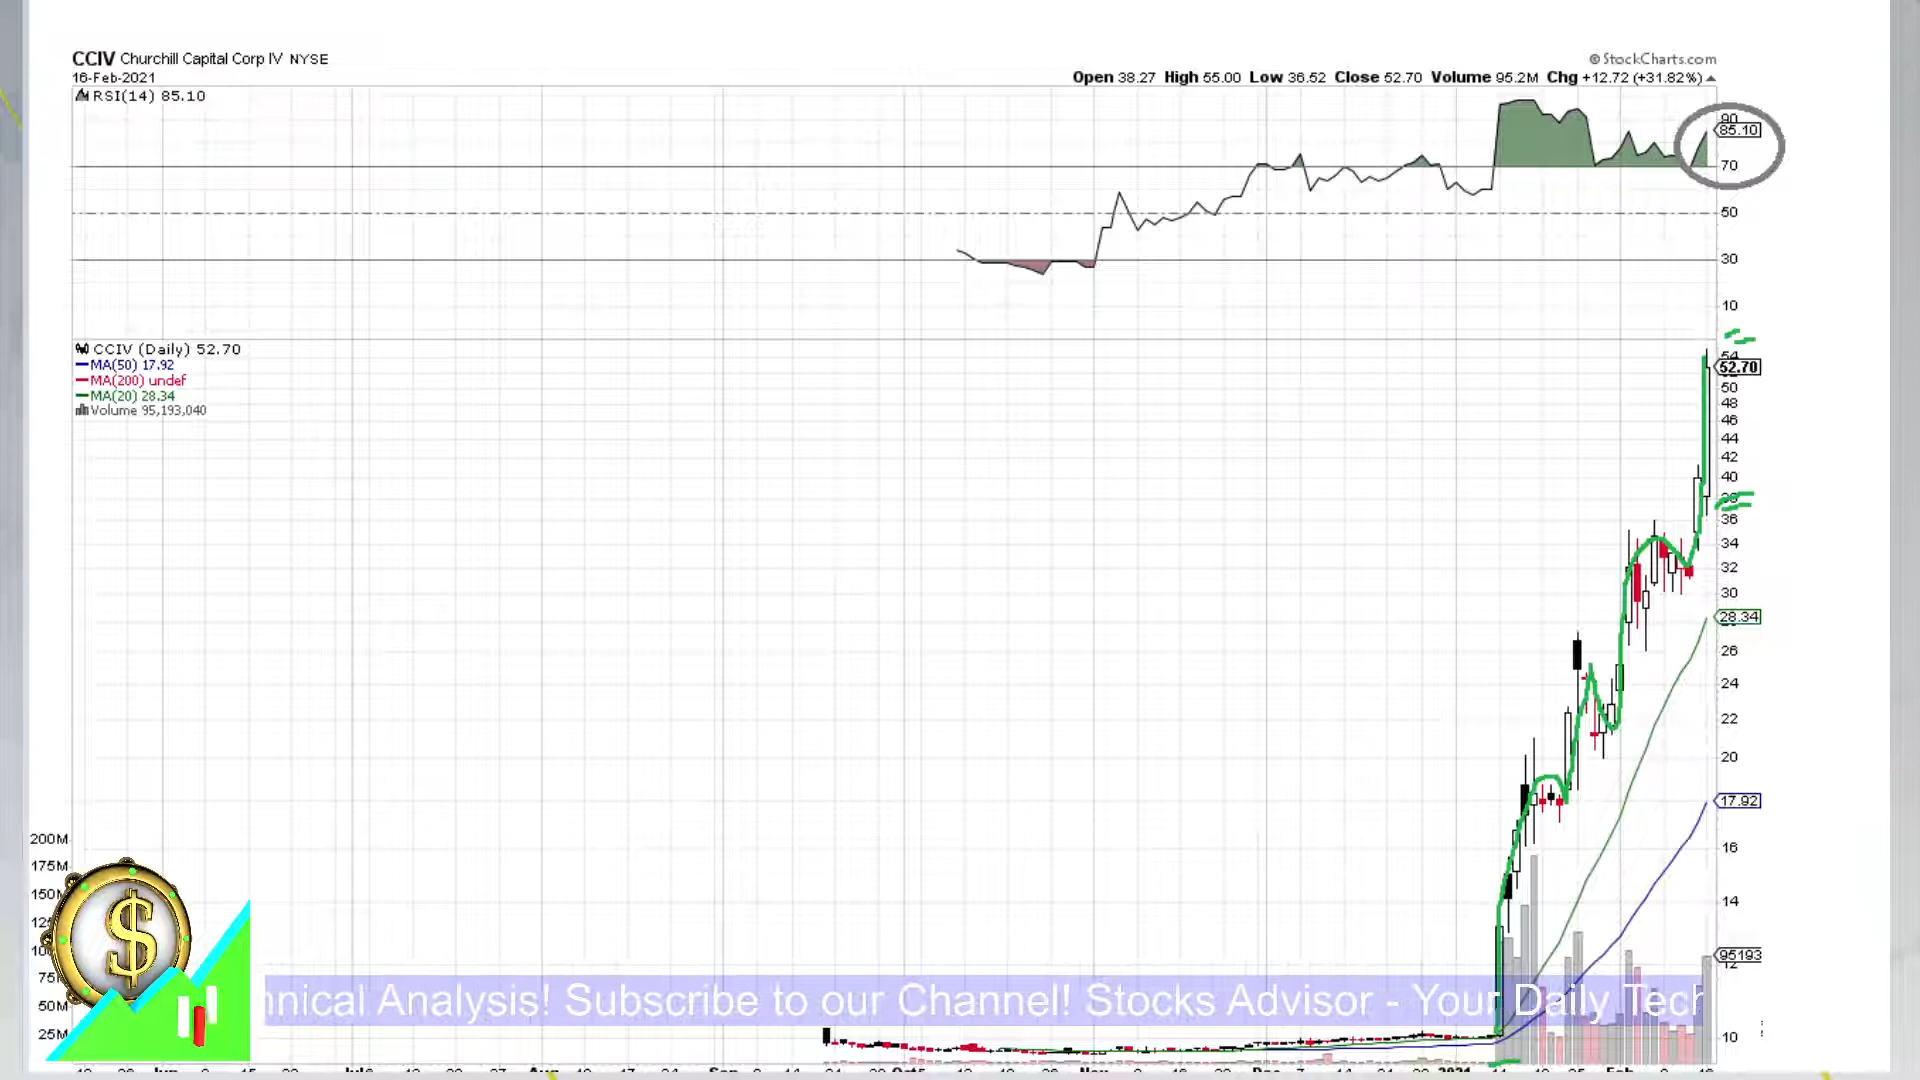 CCIV Churchill Capital Corp IV NYSE
© StockCharts.com
16-Feb-2021
Open 38.27 High 55.00 Low 36.52 Close 52.70 Volume 95.2M Chg +12.72 (+31.82%)
RSI(14) 85.10
90
85.10
70
50
30
10
CCIV (Daily) 52.70
MA(50) 17.92
MA(200) undef
MA(20) 28.34
Volume 95,193,040
54
52.70
50
48
46
44
42
40
36
34
32
30
28.34
26
24
22
20
17.92
16
14
95193
12
10
200M
175M
150M
50M
25M
$
hnical Analysis! Subscribe to our Channel! Stocks Advisor - Your Daily Tech